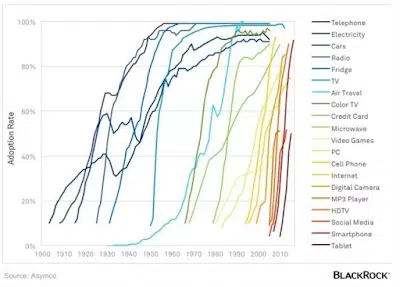 100%
80%
60%
40%
20%
0%
Adoption Rate
1900 1910 1920 1930 1940 1950 1960 1970 1980 1990 2000 2010
Telephone
Electricity
Cars
Radio
Fridge
TV
Air Travel
Color TV
Credit Card
Microwave
Video Games
PC
Cell Phone
Internet
Digital Camera
MP3 Player
HDTV
Social Media
Smartphone
Tablet
Source: Asymco
BLACKROCK®